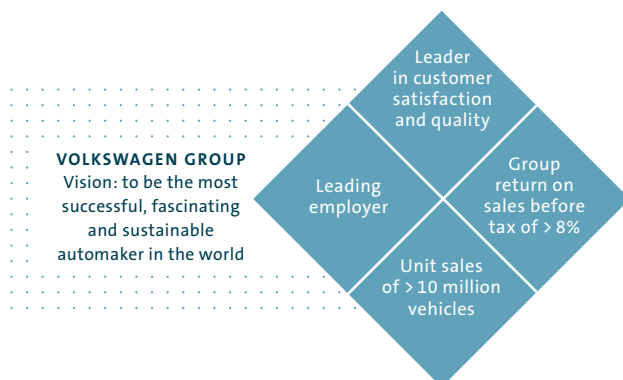 Leader
in customer
satisfaction
and quality
VOLKSWAGEN GROUP
Vision: to be the most
successful, fascinating
and sustainable
automaker in the world
Leading
employer
Group
return on
sales before
tax of > 8%
Unit sales
of > 10 million
vehicles